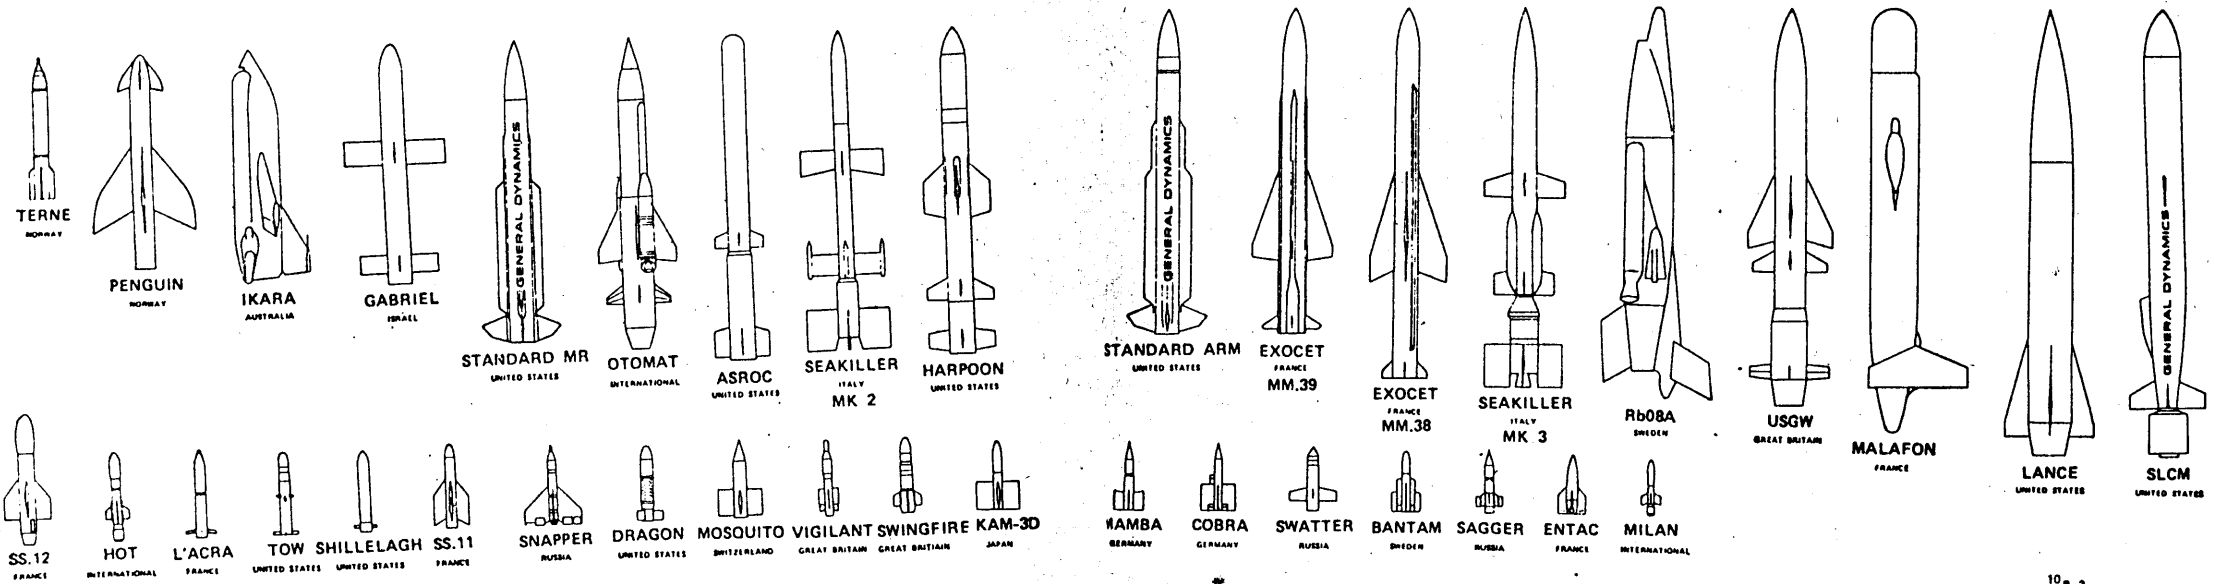 TERNE
NORWAY
PENGUIN
NORWAY
IKARA
AUSTRALIA
GABRIEL
ISRAEL
GENERAL DYNAMICS
STANDARD MR
UNITED STATES
OTOMAT
INTERNATIONAL
ASROC
UNITED STATES
SEAKILLER
ITALY
MK 2
HARPOON
UNITED STATES
GENERAL DYNAMICS
STANDARD ARM
UNITED STATES
EXOCET
FRANCE
MM.39
EXOCET
FRANCE
MM.38
SEAKILLER
ITALY
MK 3
Rb08A
SWEDEN
USGW
GREAT BRITAIN
MALAFON
FRANCE
LANCE
UNITED STATES
GENERAL DYNAMICS
SLCM
UNITED STATES
SS.12
FRANCE
HOT
INTERNATIONAL
L'ACRA
FRANCE
TOW
UNITED STATES
SHILLELAGH
UNITED STATES
SS.11
FRANCE
SNAPPER
RUSSIA
DRAGON
UNITED STATES
MOSQUITO
SWITZERLAND
VIGILANT
GREAT BRITAIN
SWINGFIRE
GREAT BRITIAIN
KAM-3D
JAPAN
MAMBA
GERMANY
COBRA
GERMANY
SWATTER
RUSSIA
BANTAM
SWEDEN
SAGGER
RUSSIA
ENTAC
FRANCE
MILAN
INTERNATIONAL
10